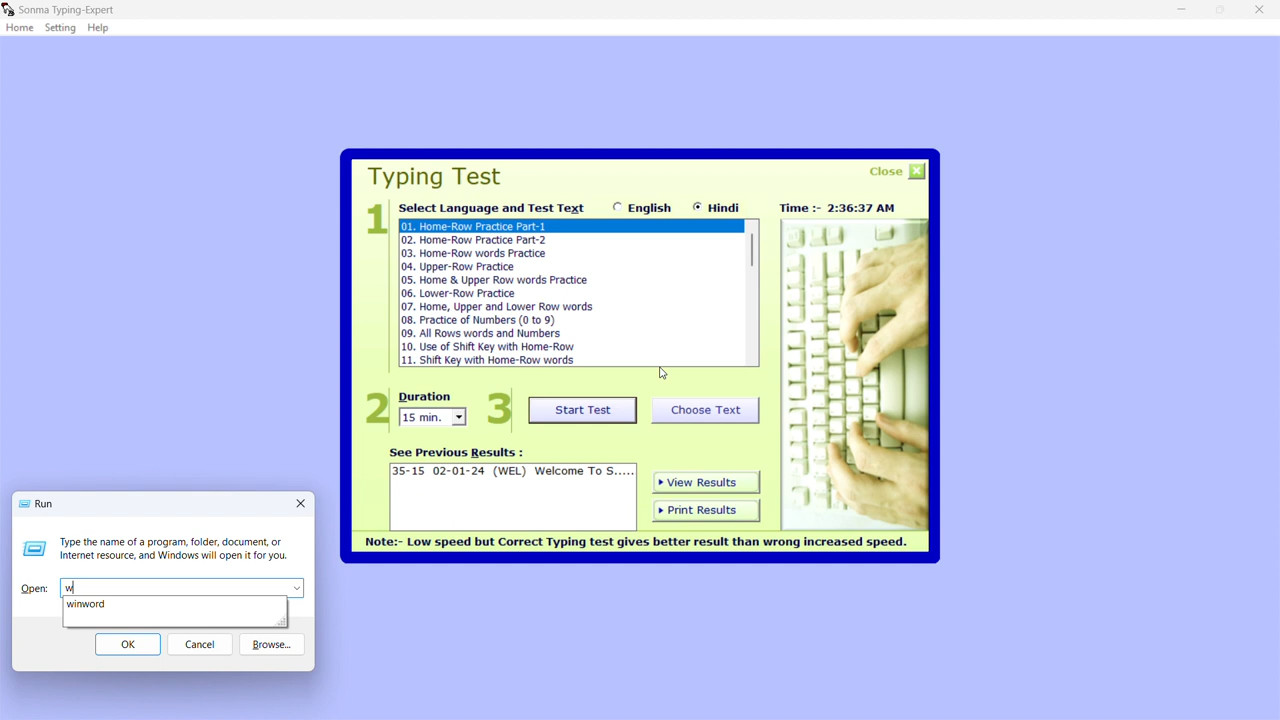 Sonma Typing-Expert
Home Setting Help
Typing Test
Close
1 Select Language and Test Text English Hindi
Time :- 2:36:37 AM
01. Home-Row Practice Part-1
02. Home-Row Practice Part-2
03. Home-Row words Practice
04. Upper-Row Practice
05. Home & Upper Row words Practice
06. Lower-Row Practice
07. Home, Upper and Lower Row words
08. Practice of Numbers (0 to 9)
09. All Rows words and Numbers
10. Use of Shift Key with Home-Row
11. Shift Key with Home-Row words
2 Duration
15 min.
3 Start Test Choose Text
See Previous Results :
35-15 02-01-24 (WEL) Welcome To S.....
View Results
Print Results
Note:- Low speed but Correct Typing test gives better result than wrong increased speed.
Run
Type the name of a program, folder, document, or
Internet resource, and Windows will open it for you.
Open: w
winword
OK Cancel Browse...